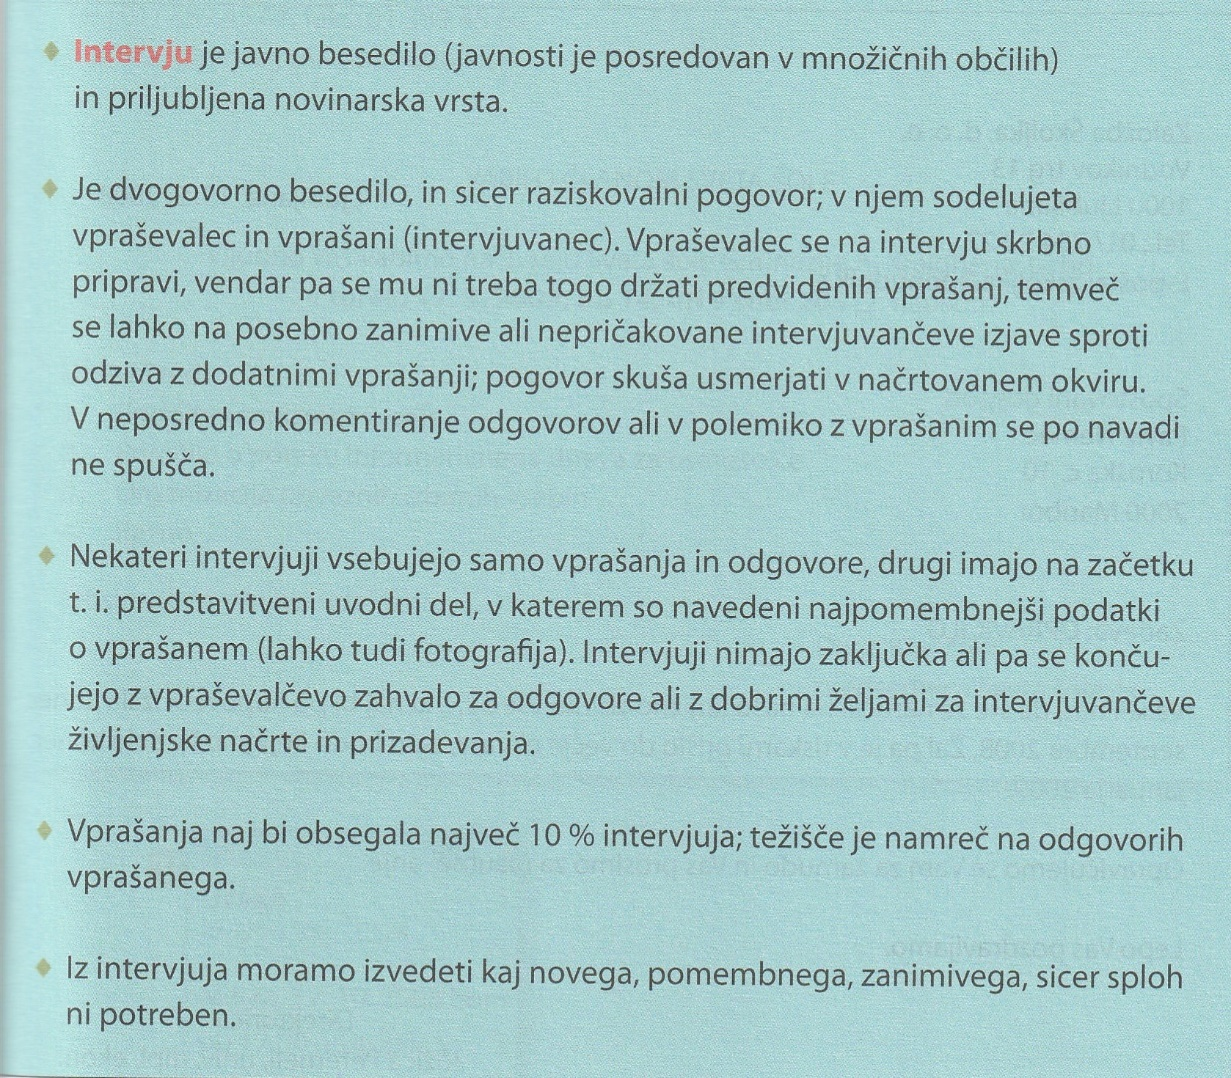 Intervju je javno besedilo (javnosti je posredovan v množičnih občilih)
in priljubljena novinarska vrsta.
Je dvogovorno besedilo, in sicer raziskovalni pogovor; v njem sodelujeta
vpraševalec in vprašani (intervjuvanec). Vpraševalec se na intervju skrbno
pripravi, vendar pa se mu ni treba togo držati predvidenih vprašanj, temveč
se lahko na posebno zanimive ali nepričakovane intervjuvančeve izjave sproti
odziva z dodatnimi vprašanji; pogovor skuša usmerjati v načrtovanem okviru.
V neposredno komentiranje odgovorov ali v polemiko z vprašanim se po navadi
ne spušča.
Nekateri intervjuji vsebujejo samo vprašanja in odgovore, drugi imajo na začetku
t. i. predstavitveni uvodni del, v katerem so navedeni najpomembnejši podatki
o vprašanem (lahko tudi fotografija). Intervjuji nimajo zaključka ali pa se konču-
jejo z vpraševalčevo zahvalo za odgovore ali z dobrimi željami za intervjuvančeve
življenjske načrte in prizadevanja.
Vprašanja naj bi obsegala največ 10 % intervjuja; težišče je namreč na odgovorih
vprašanega.
Iz intervjuja moramo izvedeti kaj novega, pomembnega, zanimivega, sicer sploh
ni potreben.